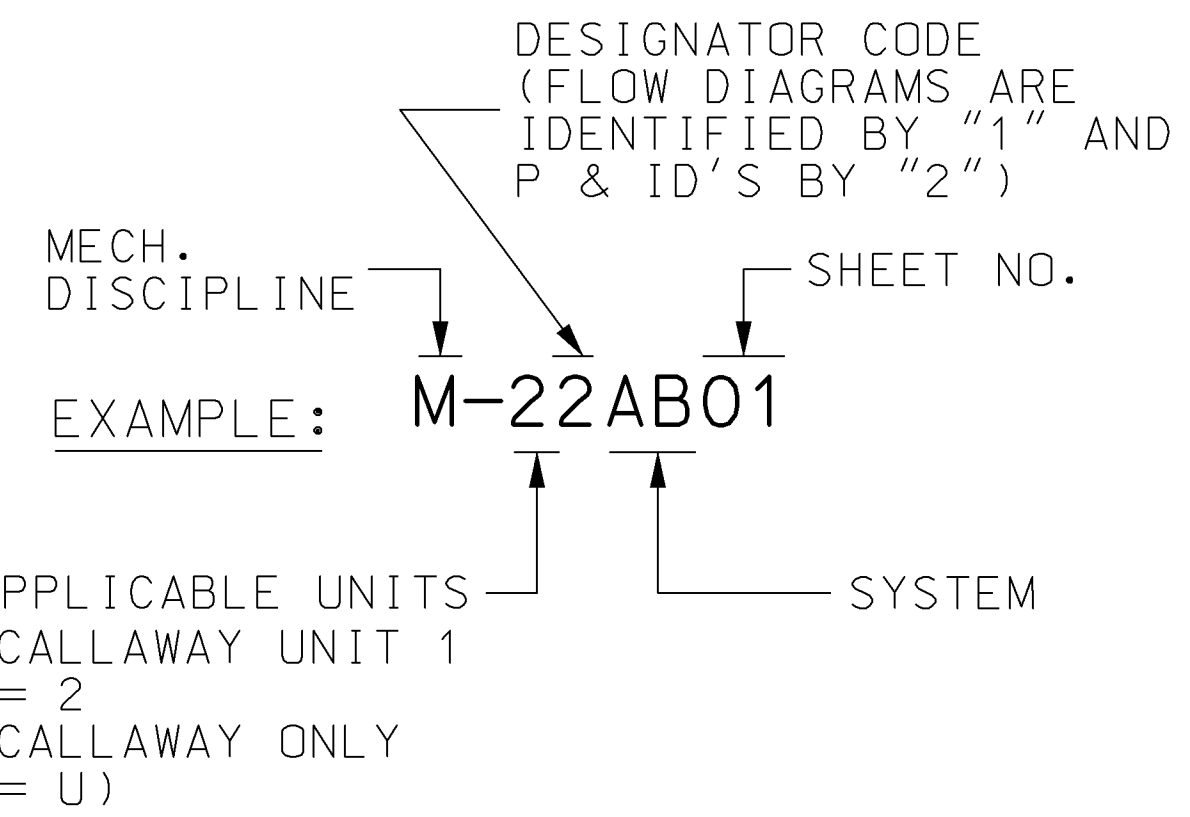 DESIGNATOR CODE
(FLOW DIAGRAMS ARE
IDENTIFIED BY "1" AND
P & ID'S BY "2")
MECH.
DISCIPLINE
SHEET NO.
EXAMPLE:
M-22AB01
PPLICABLE UNITS
SYSTEM
CALLAWAY UNIT 1
= 2
CALLAWAY ONLY
= U)